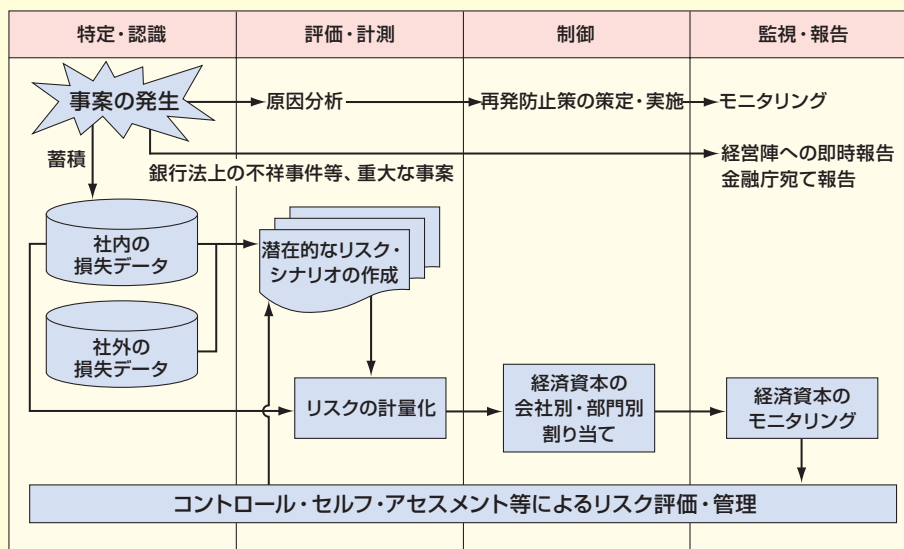 特定・認識
評価・計測
制御
監視・報告
事案の発生
原因分析
再発防止策の策定・実施
モニタリング
蓄積
銀行法上の不祥事件等、重大な事案
経営陣への即時報告
金融庁宛て報告
社内の
損失データ
潜在的なリスク・
シナリオの作成
社外の
損失データ
リスクの計量化
経済資本の
会社別・部門別
割り当て
経済資本の
モニタリング
コントロール・セルフ・アセスメント等によるリスク評価・管理